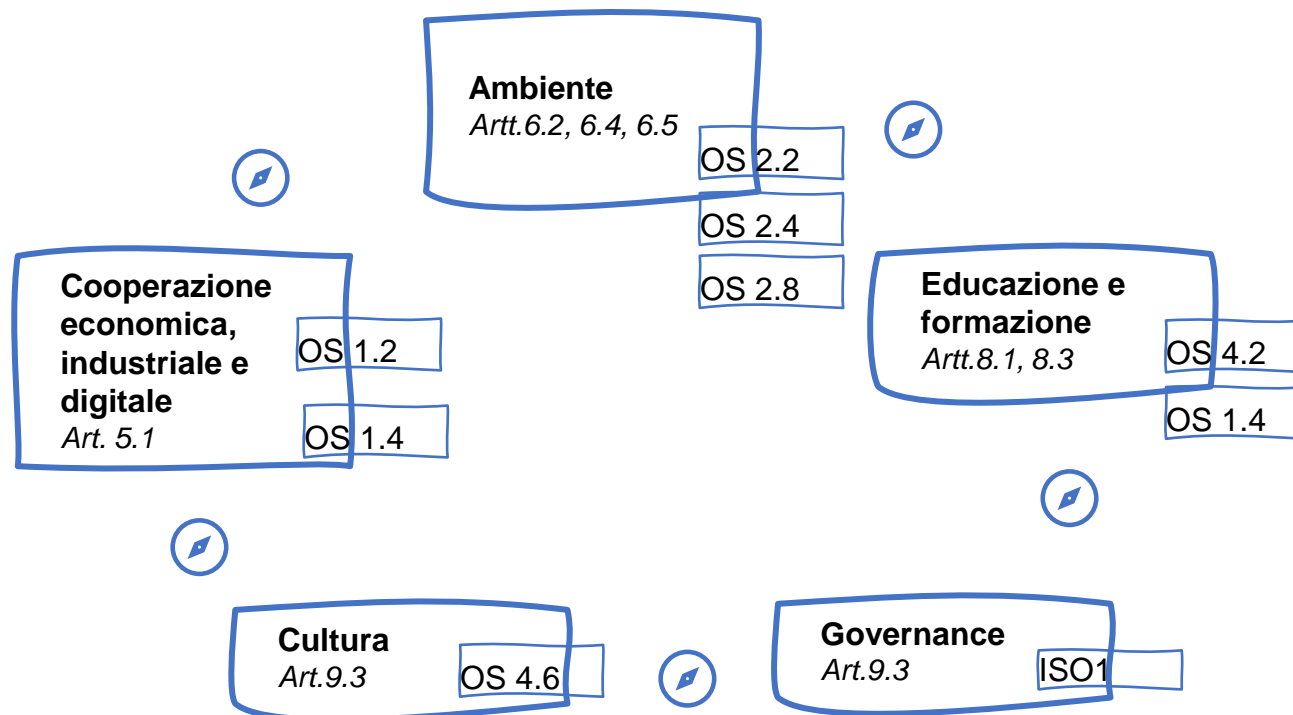 Ambiente
Artt.6.2, 6.4, 6.5
OS 2.2
OS 2.4
OS 2.8
Cooperazione
economica,
industriale e
digitale
Art. 5.1
OS 1.2
OS 1.4
Educazione e
formazione
Artt.8.1, 8.3
OS 4.2
OS 1.4
Cultura
Art.9.3
OS 4.6
Governance
Art.9.3
ISO1